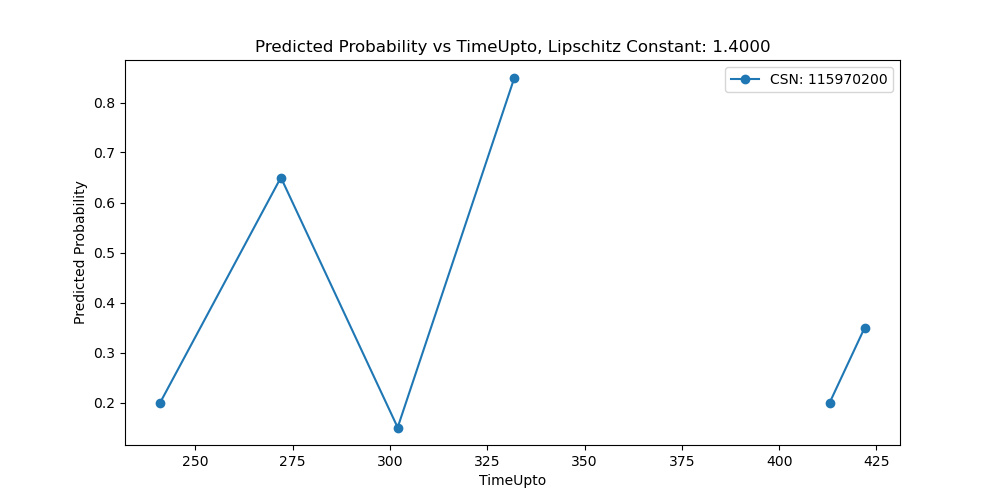 Predicted Probability vs TimeUpto, Lipschitz Constant: 1.4000
CSN: 115970200
Predicted Probability
0.8
0.7
0.6
0.5
0.4
0.3
0.2
250 275 300 325 350 375 400 425
TimeUpto